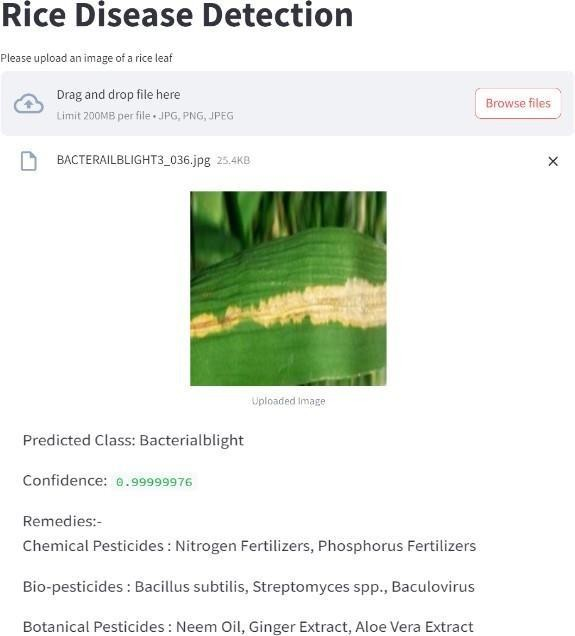 Rice Disease Detection
Please upload an image of a rice leaf
Drag and drop file here
Limit 200MB per file • JPG, PNG, JPEG
Browse files
BACTERAILBLIGHT3_036.jpg 25.4KB
Uploaded Image
Predicted Class: Bacterialblight
Confidence: 0.99999976
Remedies:-
Chemical Pesticides : Nitrogen Fertilizers, Phosphorus Fertilizers
Bio-pesticides : Bacillus subtilis, Streptomyces spp., Baculovirus
Botanical Pesticides : Neem Oil, Ginger Extract, Aloe Vera Extract